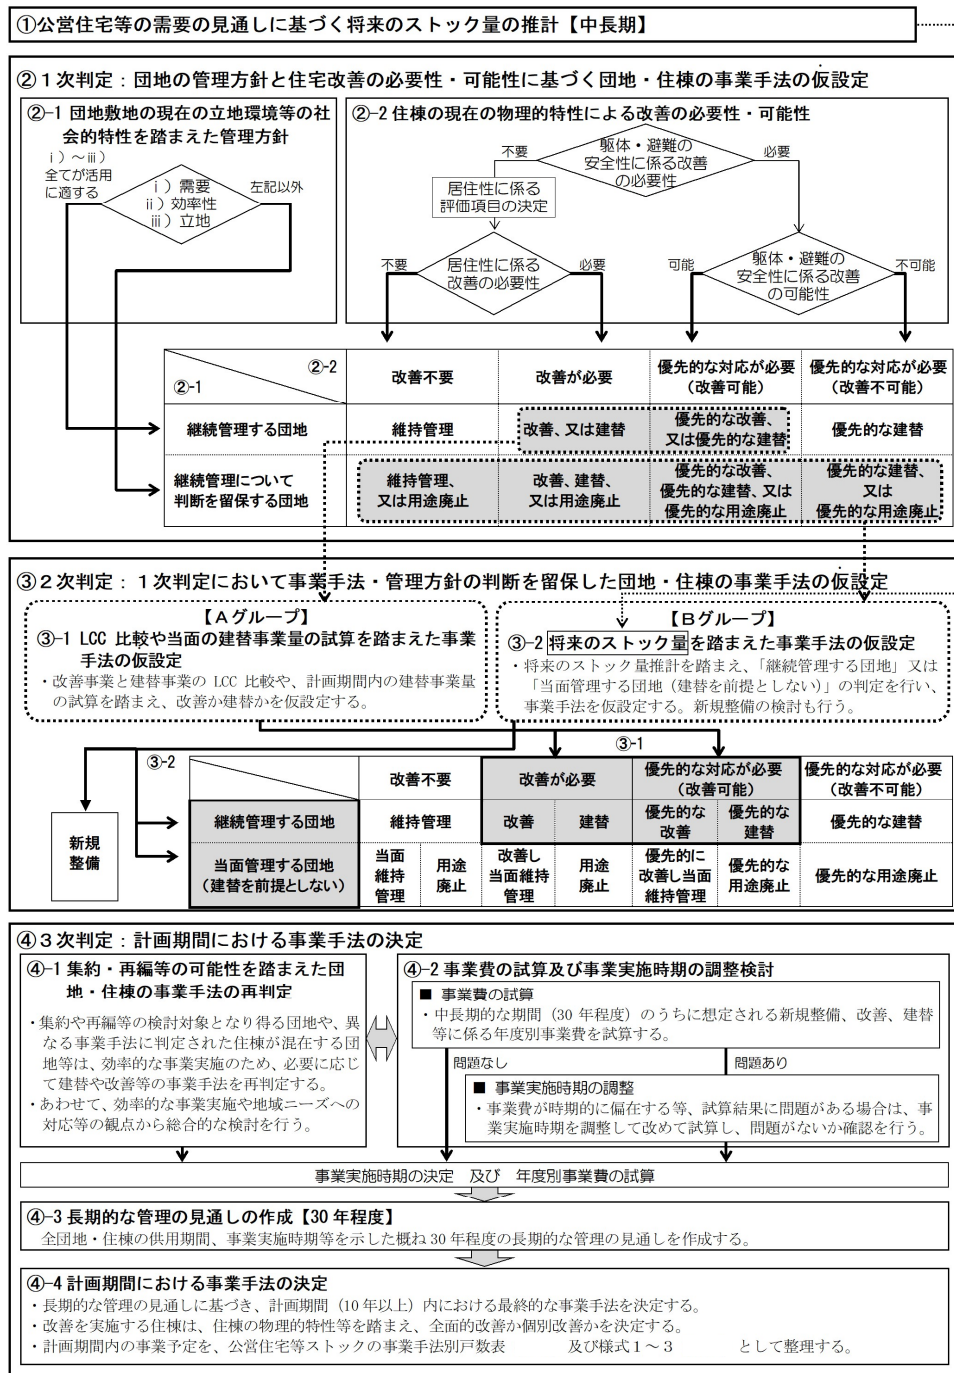 ①公営住宅等の需要の見通しに基づく将来のストック量の推計【中長期】
②１次判定：団地の管理方針と住宅改善の必要性・可能性に基づく団地・住棟の事業手法の仮設定
②-1 団地敷地の現在の立地環境等の社
会的特性を踏まえた管理方針
ⅰ）～ⅲ）
全てが活用
に適する
ⅰ）需要
ⅱ）効率性
ⅲ）立地
左記以外
②-2 住棟の現在の物理的特性による改善の必要性・可能性
不要
躯体・避難の
安全性に係る改善
の必要性
必要
居住性に係る
評価項目の決定
不要
居住性に係る
改善の必要性
必要
可能
躯体・避難の
安全性に係る改善
の可能性
不可能
②-2
②-1
改善不要
改善が必要
優先的な対応が必要
（改善可能）
優先的な対応が必要
（改善不可能）
継続管理する団地
維持管理
改善、又は建替
優先的な改善、
又は優先的な建替
優先的な建替
継続管理について
判断を留保する団地
維持管理、
又は用途廃止
改善、建替、
又は用途廃止
優先的な改善、
優先的な建替、又は
優先的な用途廃止
優先的な建替、
又は
優先的な用途廃止
③２次判定：１次判定において事業手法・管理方針の判断を留保した団地・住棟の事業手法の仮設定
【Ａグループ】
③-1 LCC 比較や当面の建替事業量の試算を踏まえた事業
手法の仮設定
・改善事業と建替事業の LCC 比較や、計画期間内の建替事業量
の試算を踏まえ、改善か建替かを仮設定する。
【Ｂグループ】
③-2 将来のストック量を踏まえた事業手法の仮設定
・将来のストック量推計を踏まえ、「継続管理する団地」又は
「当面管理する団地（建替を前提としない）」の判定を行い、
事業手法を仮設定する。新規整備の検討も行う。
③-1
③-2
新規
整備
改善不要
改善が必要
優先的な対応が必要
（改善可能）
優先的な対応が必要
（改善不可能）
継続管理する団地
維持管理
改善
建替
優先的な
改善
優先的な
建替
優先的な建替
当面管理する団地
（建替を前提としない）
当面
維持
管理
用途
廃止
改善し
当面維持
管理
用途
廃止
優先的に
改善し当面
維持管理
優先的な
用途廃止
優先的な用途廃止
④３次判定：計画期間における事業手法の決定
④-1 集約・再編等の可能性を踏まえた団
地・住棟の事業手法の再判定
・集約や再編等の検討対象となり得る団地や、異
なる事業手法に判定された住棟が混在する団
地等は、効率的な事業実施のため、必要に応じ
て建替や改善等の事業手法を再判定する。
・あわせて、効率的な事業実施や地域ニーズへの
対応等の観点から総合的な検討を行う。
④-2 事業費の試算及び事業実施時期の調整検討
■ 事業費の試算
・中長期的な期間（30 年程度）のうちに想定される新規整備、改善、建替
等に係る年度別事業費を試算する。
問題なし
問題あり
■ 事業実施時期の調整
・事業費が時期的に偏在する等、試算結果に問題がある場合は、事
業実施時期を調整して改めて試算し、問題がないか確認を行う。
事業実施時期の決定　及び　年度別事業費の試算
④-3 長期的な管理の見通しの作成【30 年程度】
全団地・住棟の供用期間、事業実施時期等を示した概ね 30 年程度の長期的な管理の見通しを作成する。
④-4 計画期間における事業手法の決定
・長期的な管理の見通しに基づき、計画期間（10 年以上）内における最終的な事業手法を決定する。
・改善を実施する住棟は、住棟の物理的特性等を踏まえ、全面的改善か個別改善かを決定する。
・計画期間内の事業予定を、公営住宅等ストックの事業手法別戸数表　　　及び様式１～３　　　として整理する。